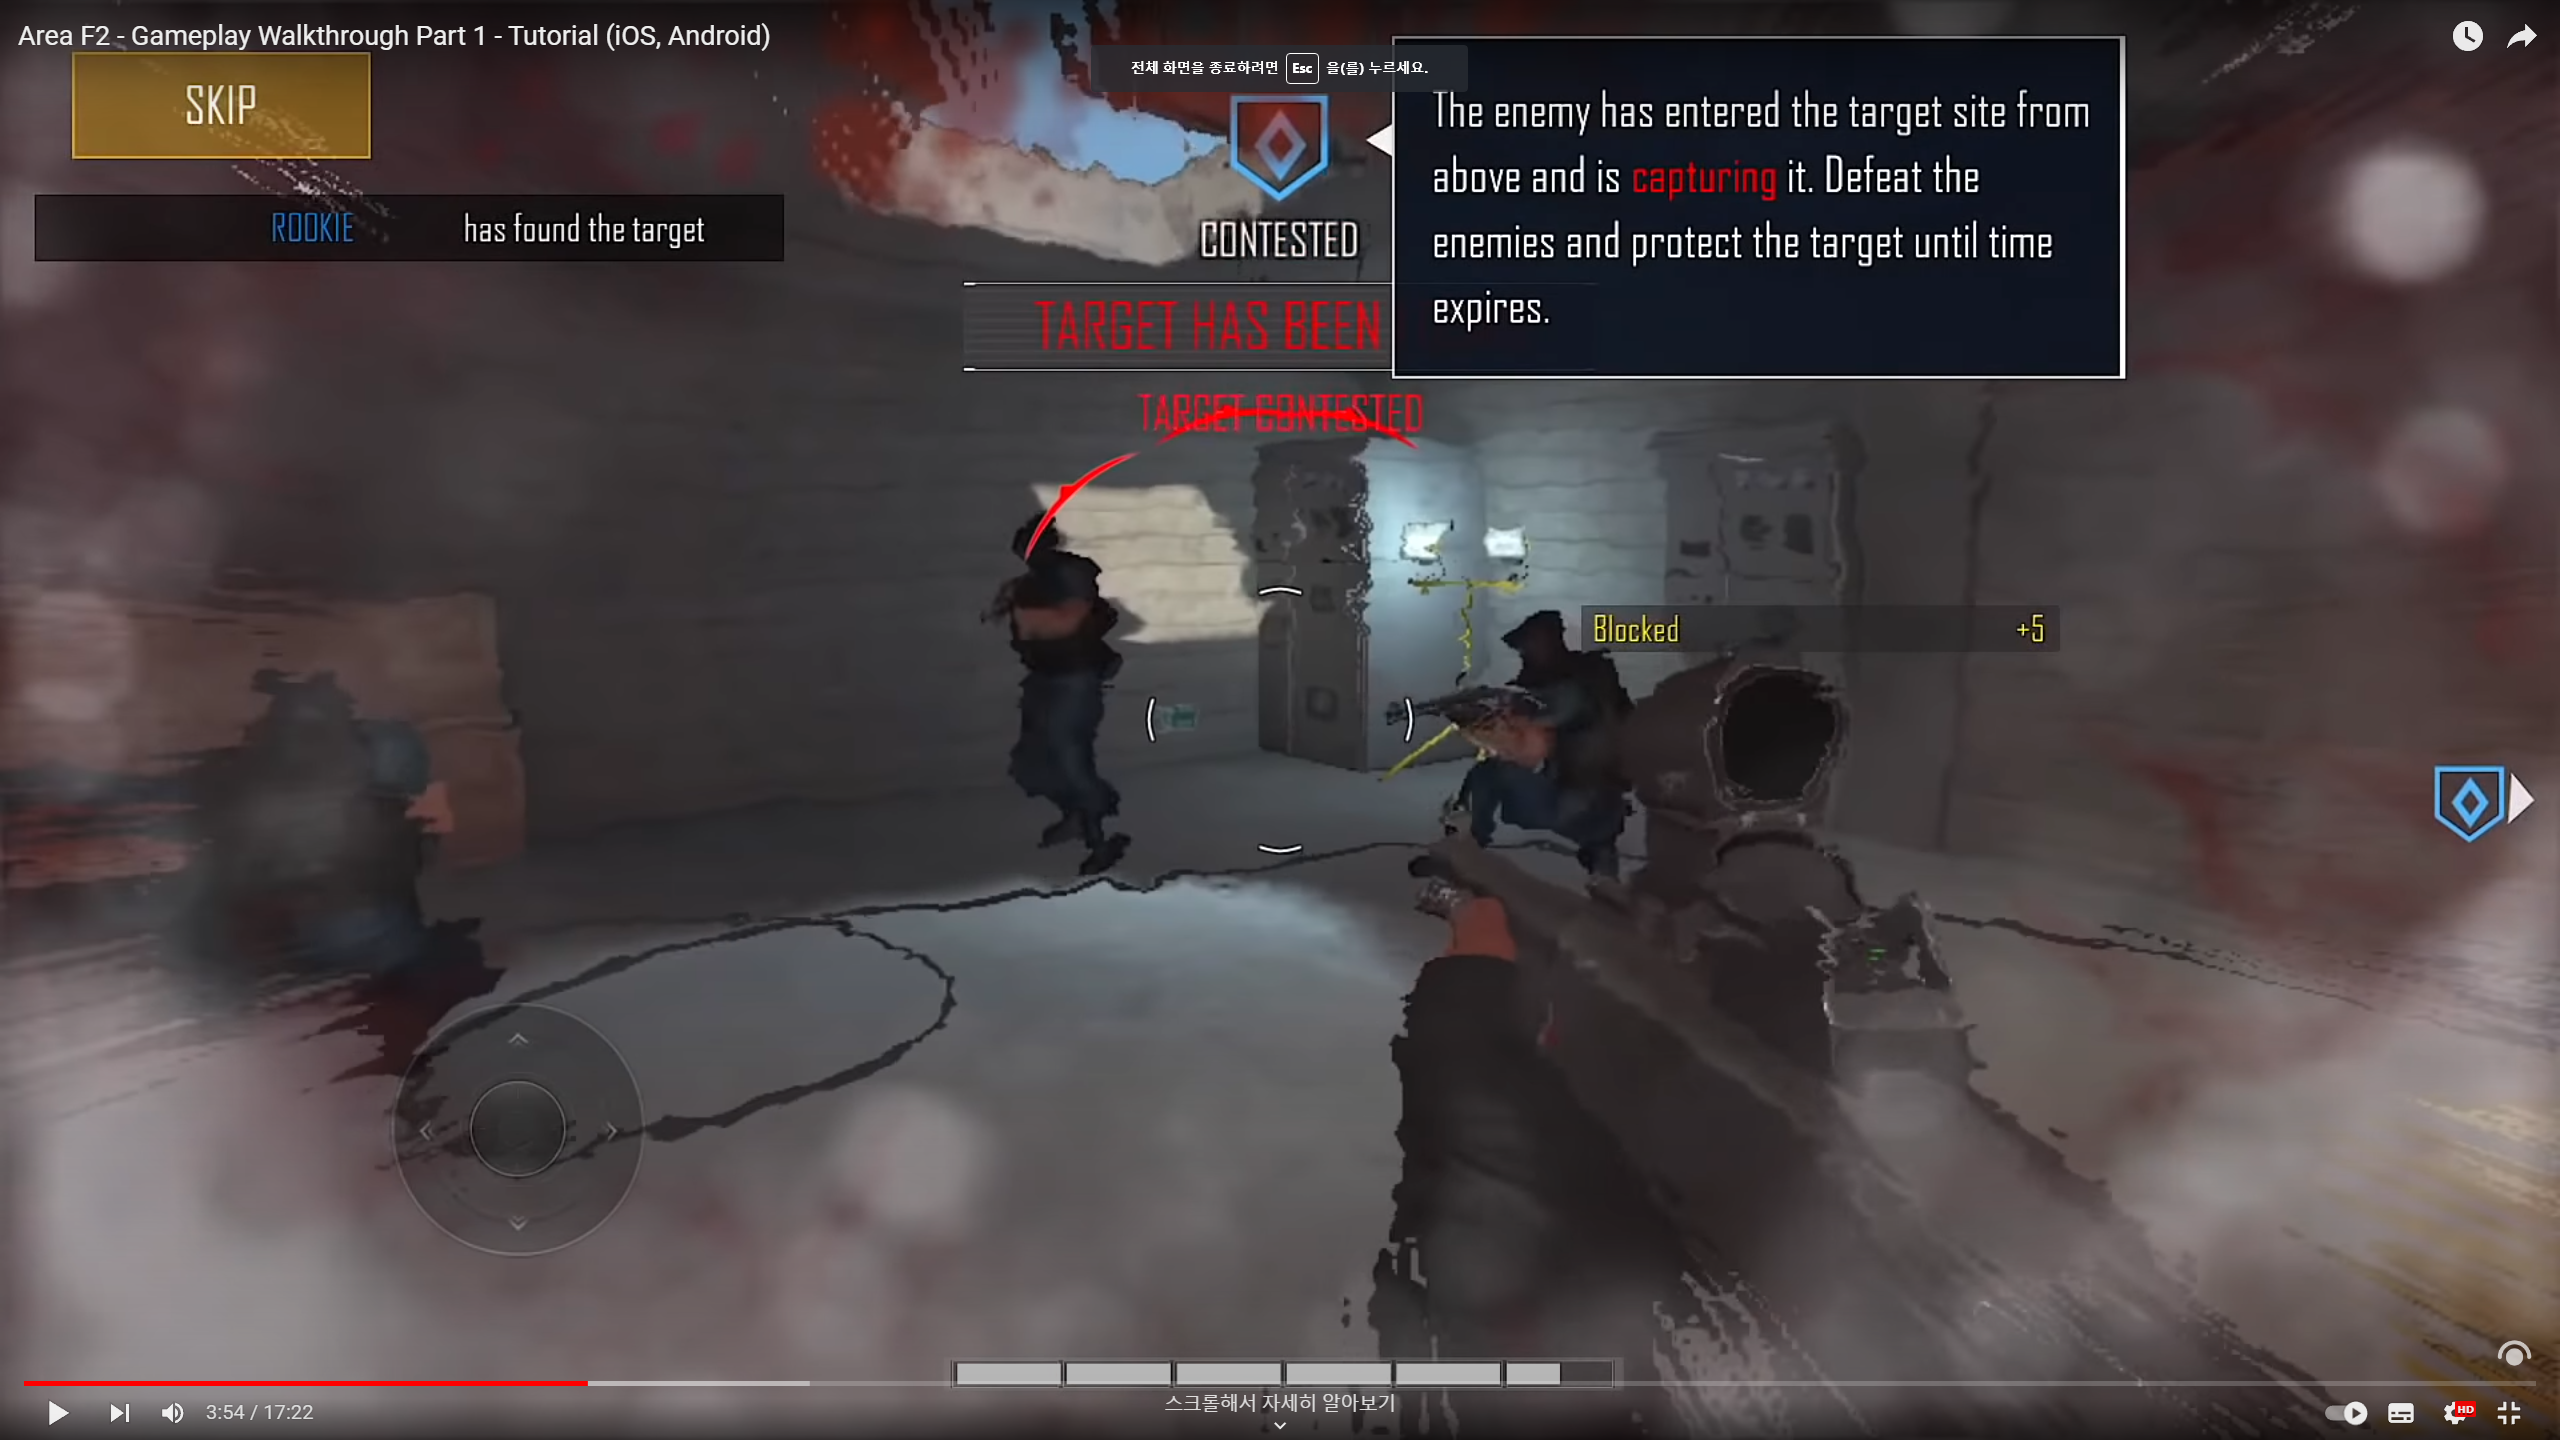 Area F2 - Gameplay Walkthrough Part 1 - Tutorial (iOS, Android)
전체 화면을 종료하려면 Esc 을(를) 누르세요.
SKIP
The enemy has entered the target site from
above and is capturing it. Defeat the
enemies and protect the target until time
expires.
ROOKIE has found the target
CONTESTED
TARGET HAS BEEN
TARGET CONTESTED
Blocked +5
3:54 / 17:22
스크롤해서 자세히 알아보기
HD